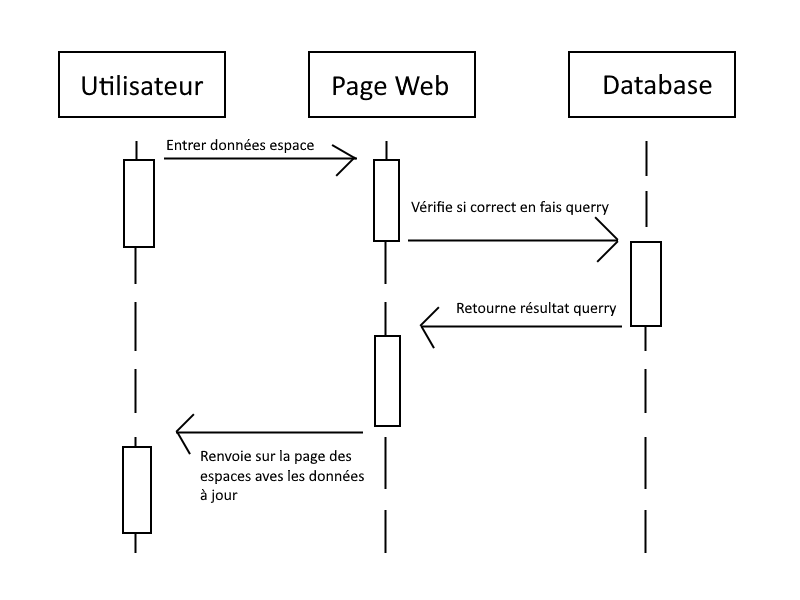 Utilisateur
Page Web
Database
Entrer données espace
Vérifie si correct en fais querry
Retourne résultat querry
Renvoie sur la page des
espaces aves les données
à jour